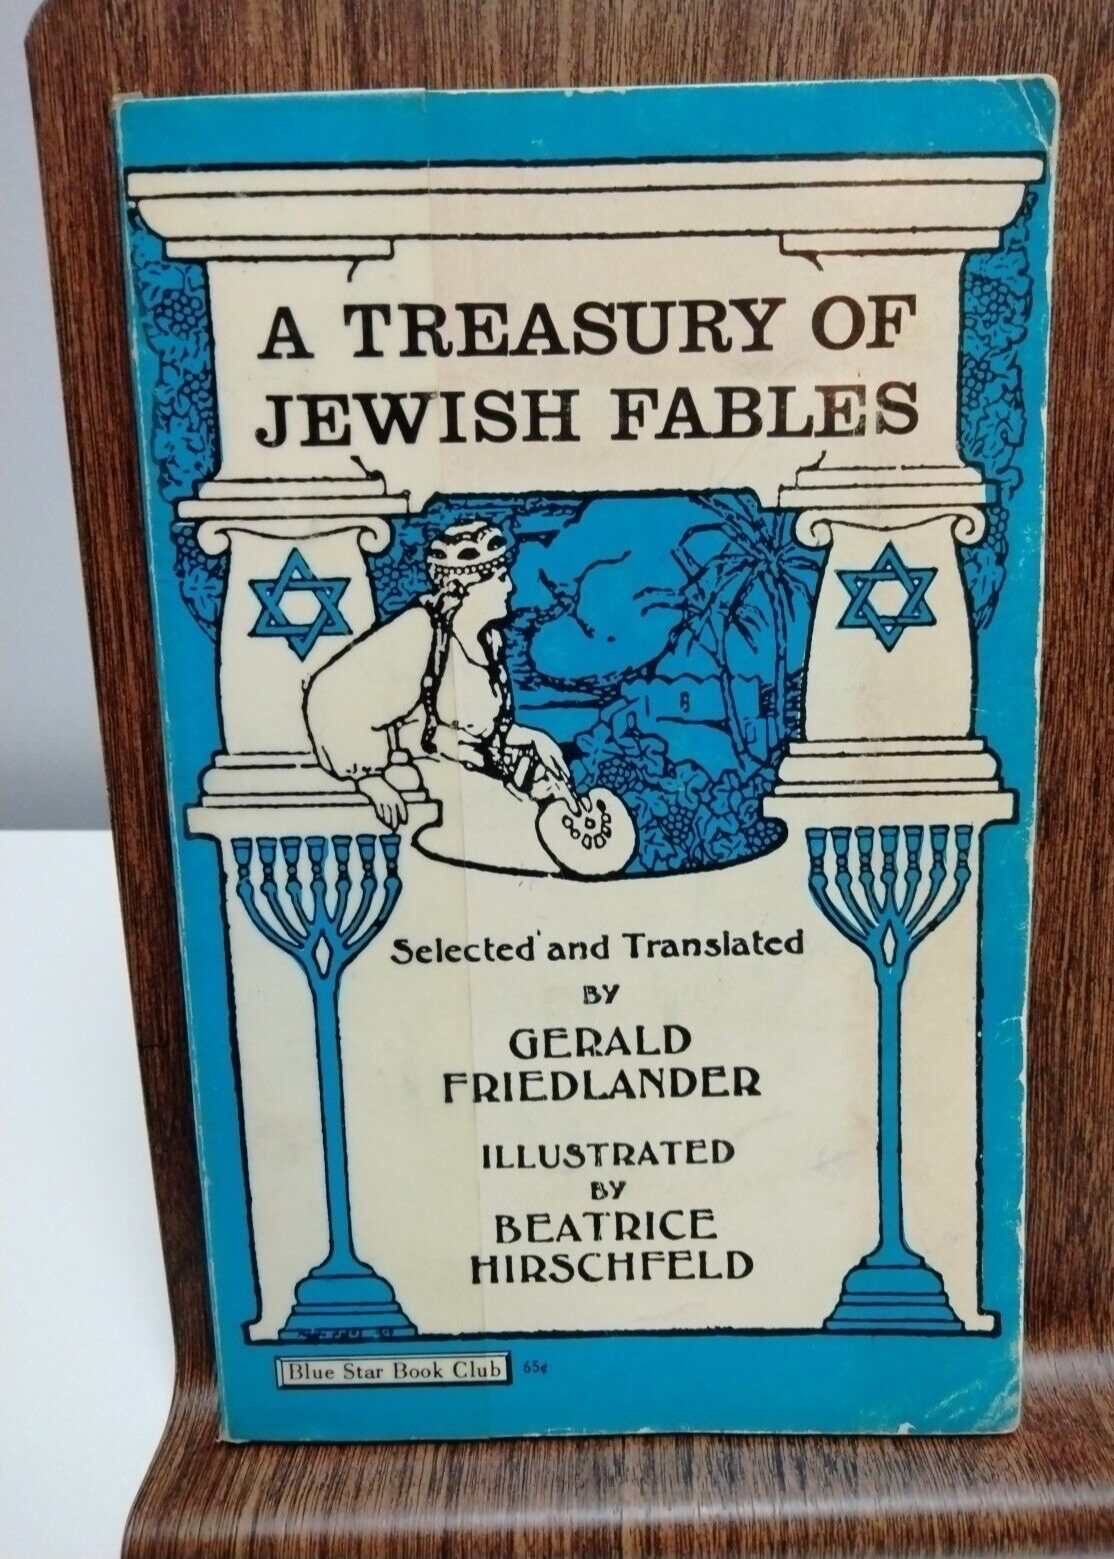 A TREASURY OF
JEWISH FABLES
Selected and Translated
BY
GERALD
FRIEDLANDER
ILLUSTRATED
BY
BEATRICE
HIRSCHFELD
Blue Star Book Club 65¢